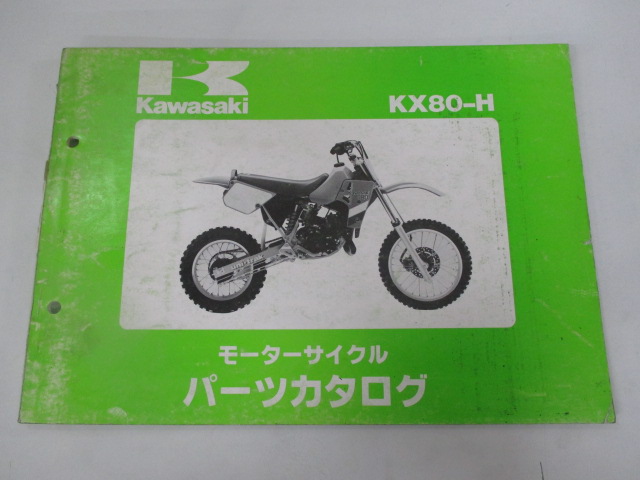 Kawasaki
KX80-H
モーターサイクル
パーツカタログ